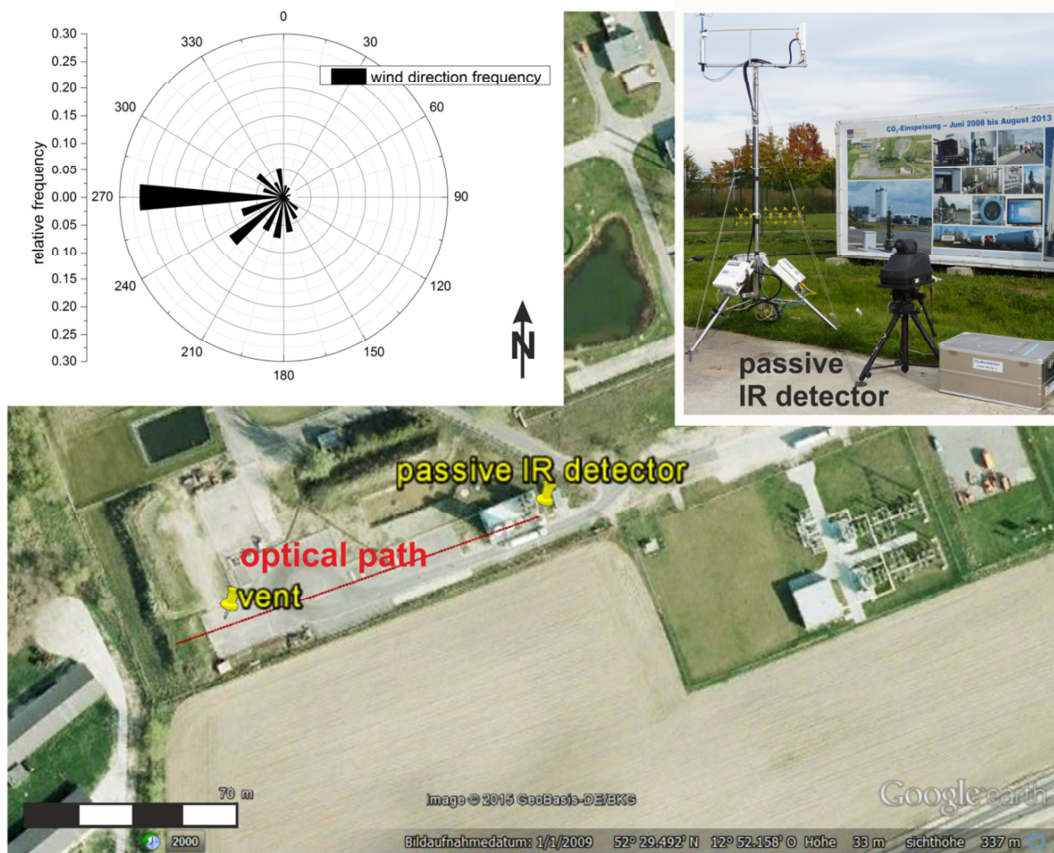 0
0.30
0.25
0.20
0.15
0.10
0.05
0.00
0.05
0.10
0.15
0.20
0.25
0.30
relative frequency
330
30
wind direction frequency
300
60
270
90
240
120
210
150
180
N
CO₂-Einspeisung – Juni 2008 bis August 2013
passive
IR detector
passive IR detector
optical path
vent
70 m
Image © 2015 GeoBasis-DE/BKG
Google earth
2000
Bildaufnahmedatum: 1/1/2009 52° 29.492' N 12° 52.158' O Höhe 33 m sichthöhe 337 m